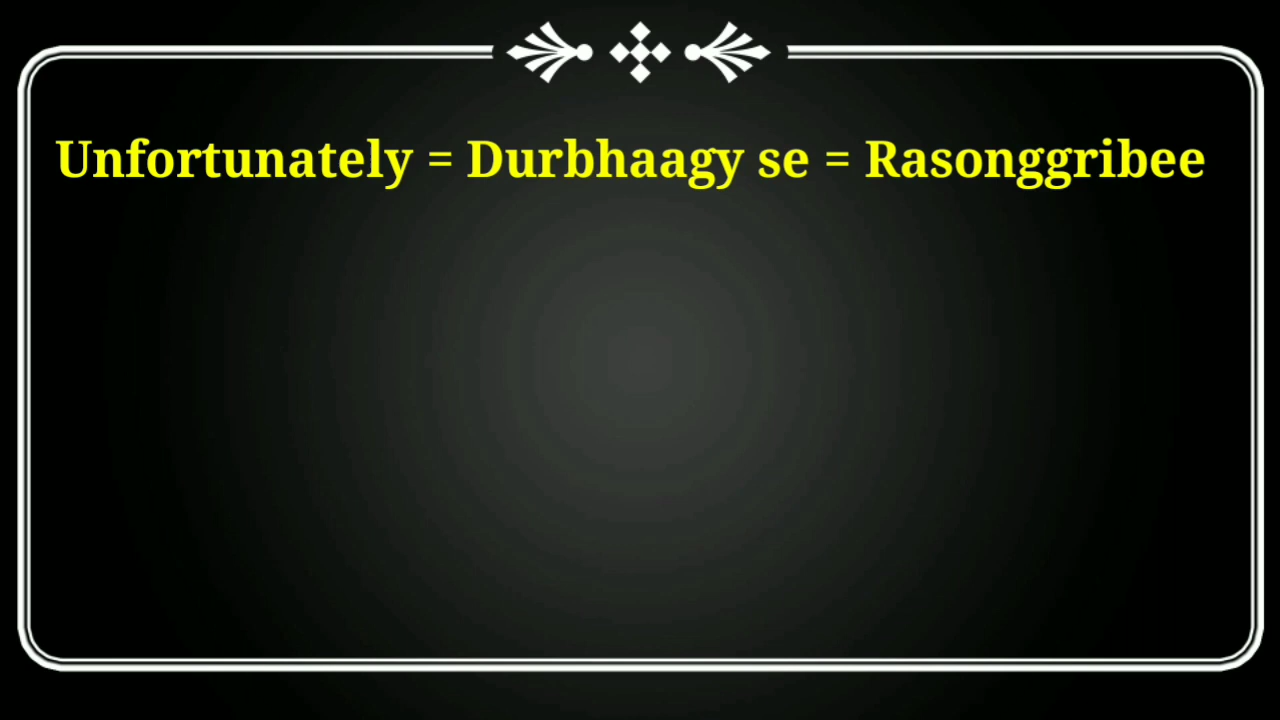 Unfortunately = Durbhaagy se = Rasonggribee